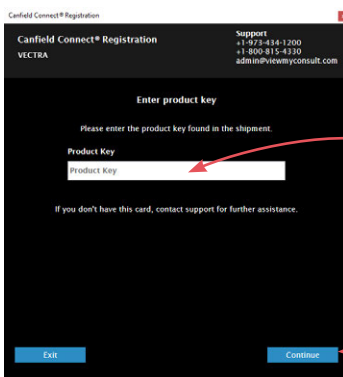 Canfield Connect® Registration
Canfield Connect® Registration
VECTRA
Support
+1-973-434-1200
+1-800-815-4330
admin@viewmyconsult.com
Enter product key
Please enter the product key found in the shipment.
Product Key
Product Key
If you don't have this card, contact support for further assistance.
Exit
Continue